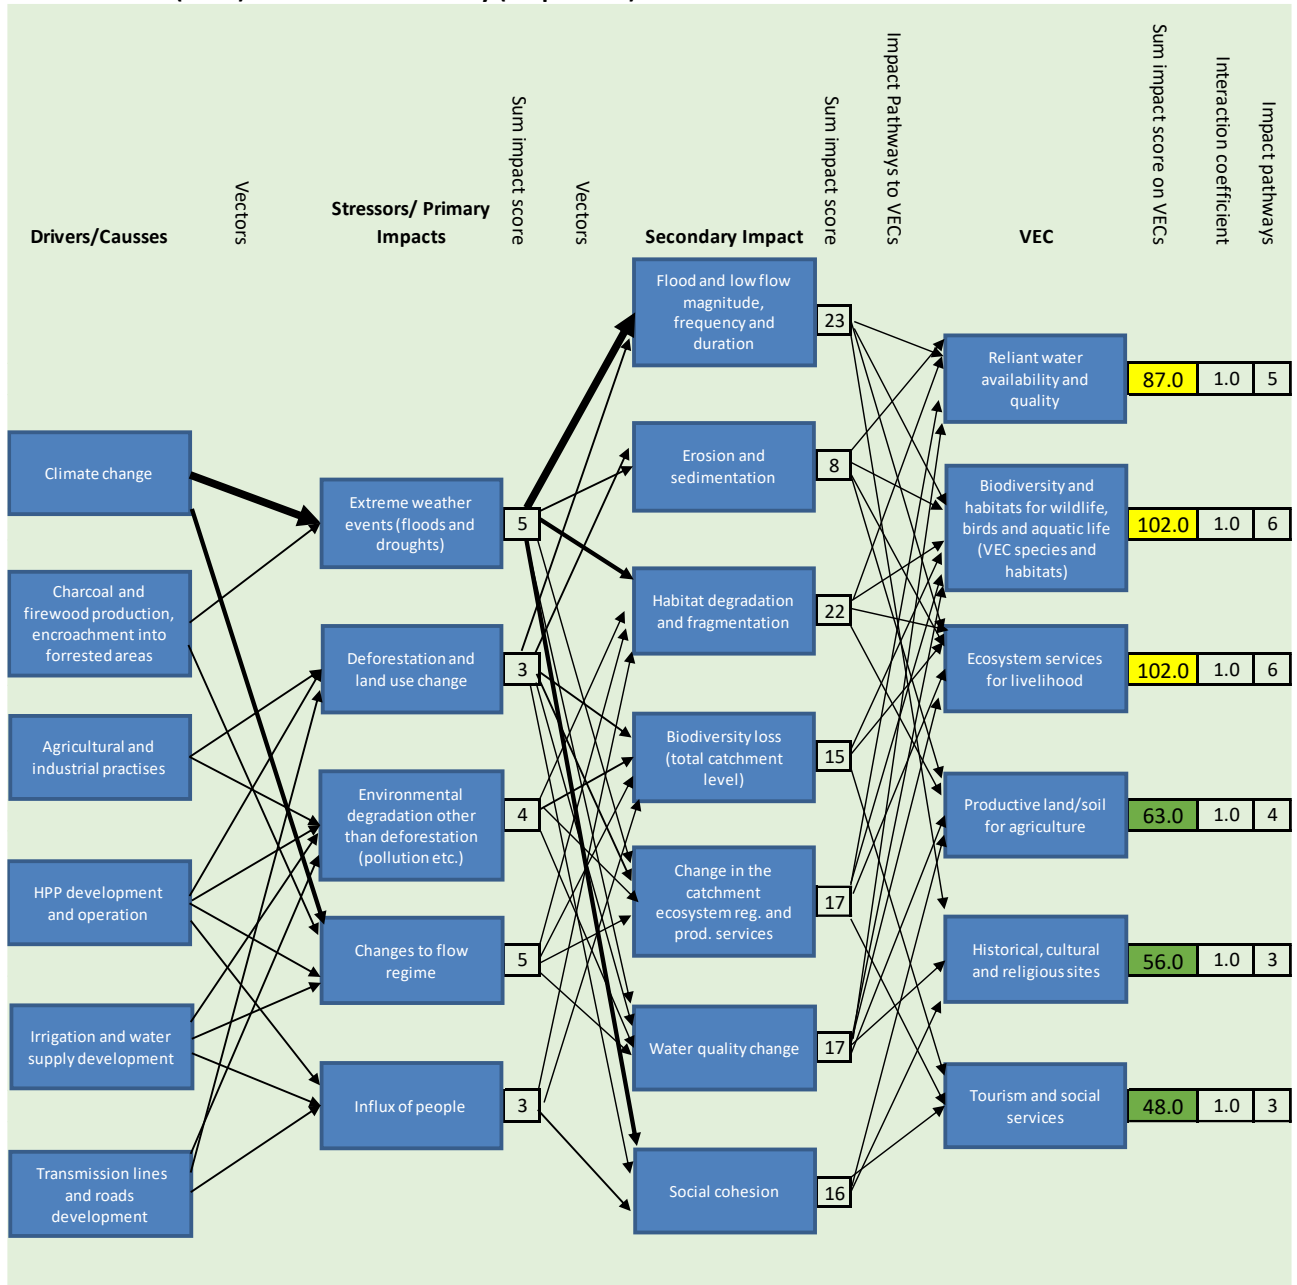 Sum impact score
Vectors
Sum impact score
Impact Pathways to VECs
Sum impact score on VECs
Interaction coefficient
Impact pathways
Vectors
Drivers/Causses
Stressors/ Primary
Impacts
Secondary Impact
VEC
Climate change
Charcoal and
firewood production,
encroachment into
forrested areas
Agricultural and
industrial practises
HPP development
and operation
Irrigation and water
supply development
Transmission lines
and roads
development
Extreme weather
events (floods and
droughts)
5
Deforestation and
land use change
3
Environmental
degradation other
than deforestation
(pollution etc.)
4
Changes to flow
regime
5
Influx of people
3
Flood and low flow
magnitude,
frequency and
duration
23
Erosion and
sedimentation
8
Habitat degradation
and fragmentation
22
Biodiversity loss
(total catchment
level)
15
Change in the
catchment
ecosystem reg. and
prod. services
17
Water quality change
17
Social cohesion
16
Reliant water
availability and
quality
87.0 1.0 5
Biodiversity and
habitats for wildlife,
birds and aquatic life
(VEC species and
habitats)
102.0 1.0 6
Ecosystem services
for livelihood
102.0 1.0 6
Productive land/soil
for agriculture
63.0 1.0 4
Historical, cultural
and religious sites
56.0 1.0 3
Tourism and social
services
48.0 1.0 3